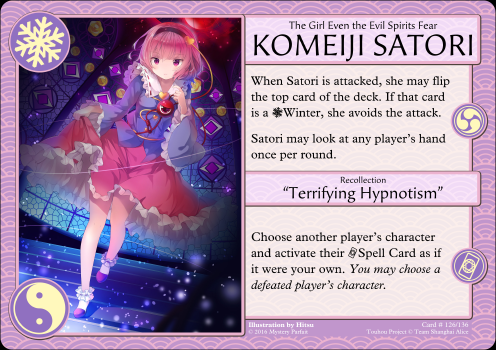 The Girl Even the Evil Spirits Fear
KOMEIJI SATORI
When Satori is attacked, she may flip
the top card of the deck. If that card
is a Winter, she avoids the attack.
Satori may look at any player's hand
once per round.
Recollection
“Terrifying Hypnotism”
Choose another player's character
and activate their Spell Card as if
it were your own. You may choose a
defeated player's character.
Illustration by Hitsu
© 2016 Mystery Parfait
Card # 126/136
Touhou Project © Team Shanghai Alice